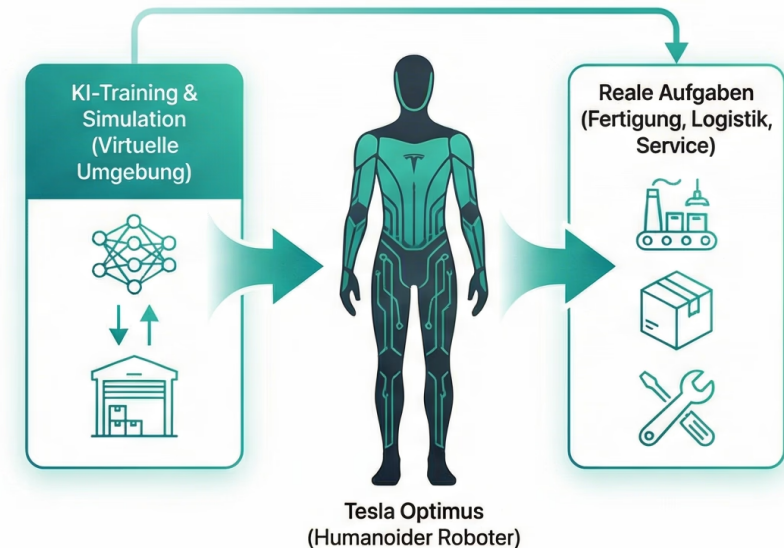 KI-Training &
Simulation
(Virtuelle
Umgebung)
Reale Aufgaben
(Fertigung, Logistik,
Service)
Tesla Optimus
(Humanoider Roboter)